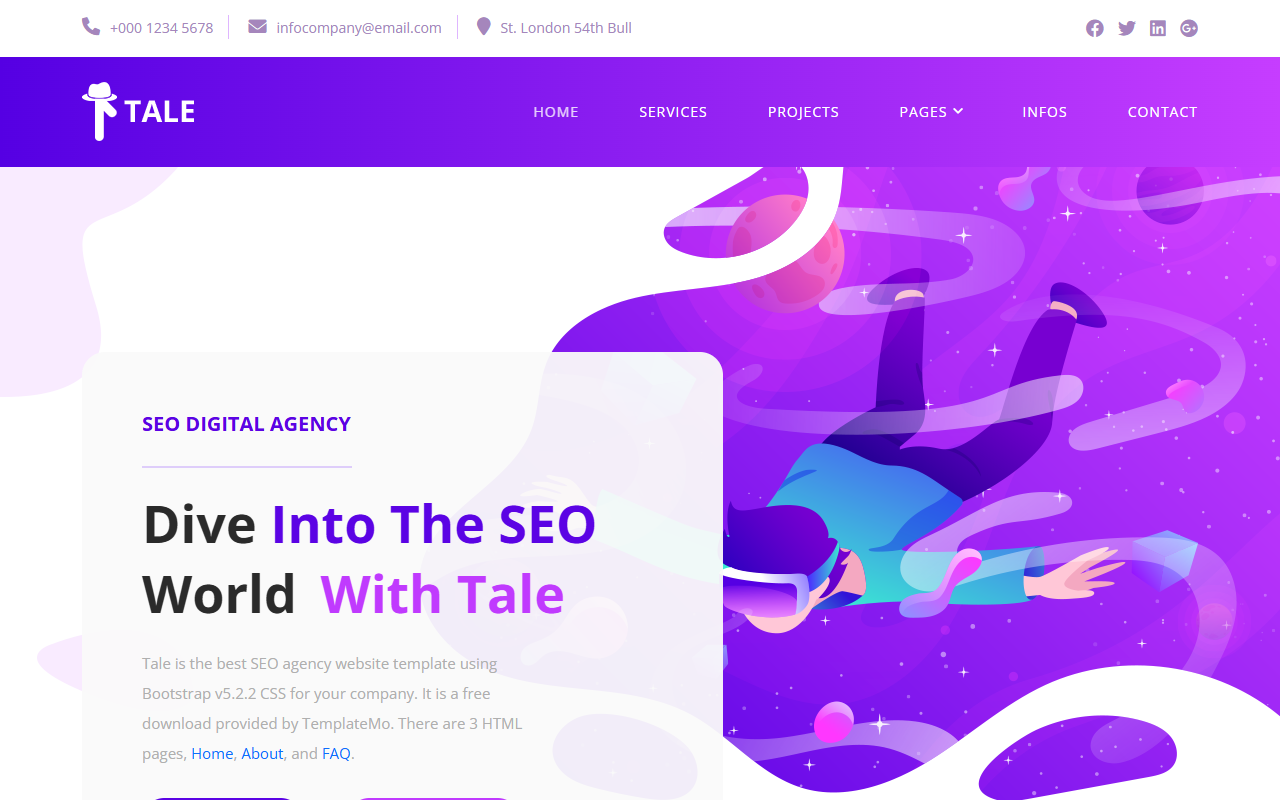 +000 1234 5678
infocompany@email.com
St. London 54th Bull
TALE
HOME
SERVICES
PROJECTS
PAGES
INFOS
CONTACT
SEO DIGITAL AGENCY
Dive Into The SEO
World With Tale
Tale is the best SEO agency website template using
Bootstrap v5.2.2 CSS for your company. It is a free
download provided by TemplateMo. There are 3 HTML
pages, Home, About, and FAQ.